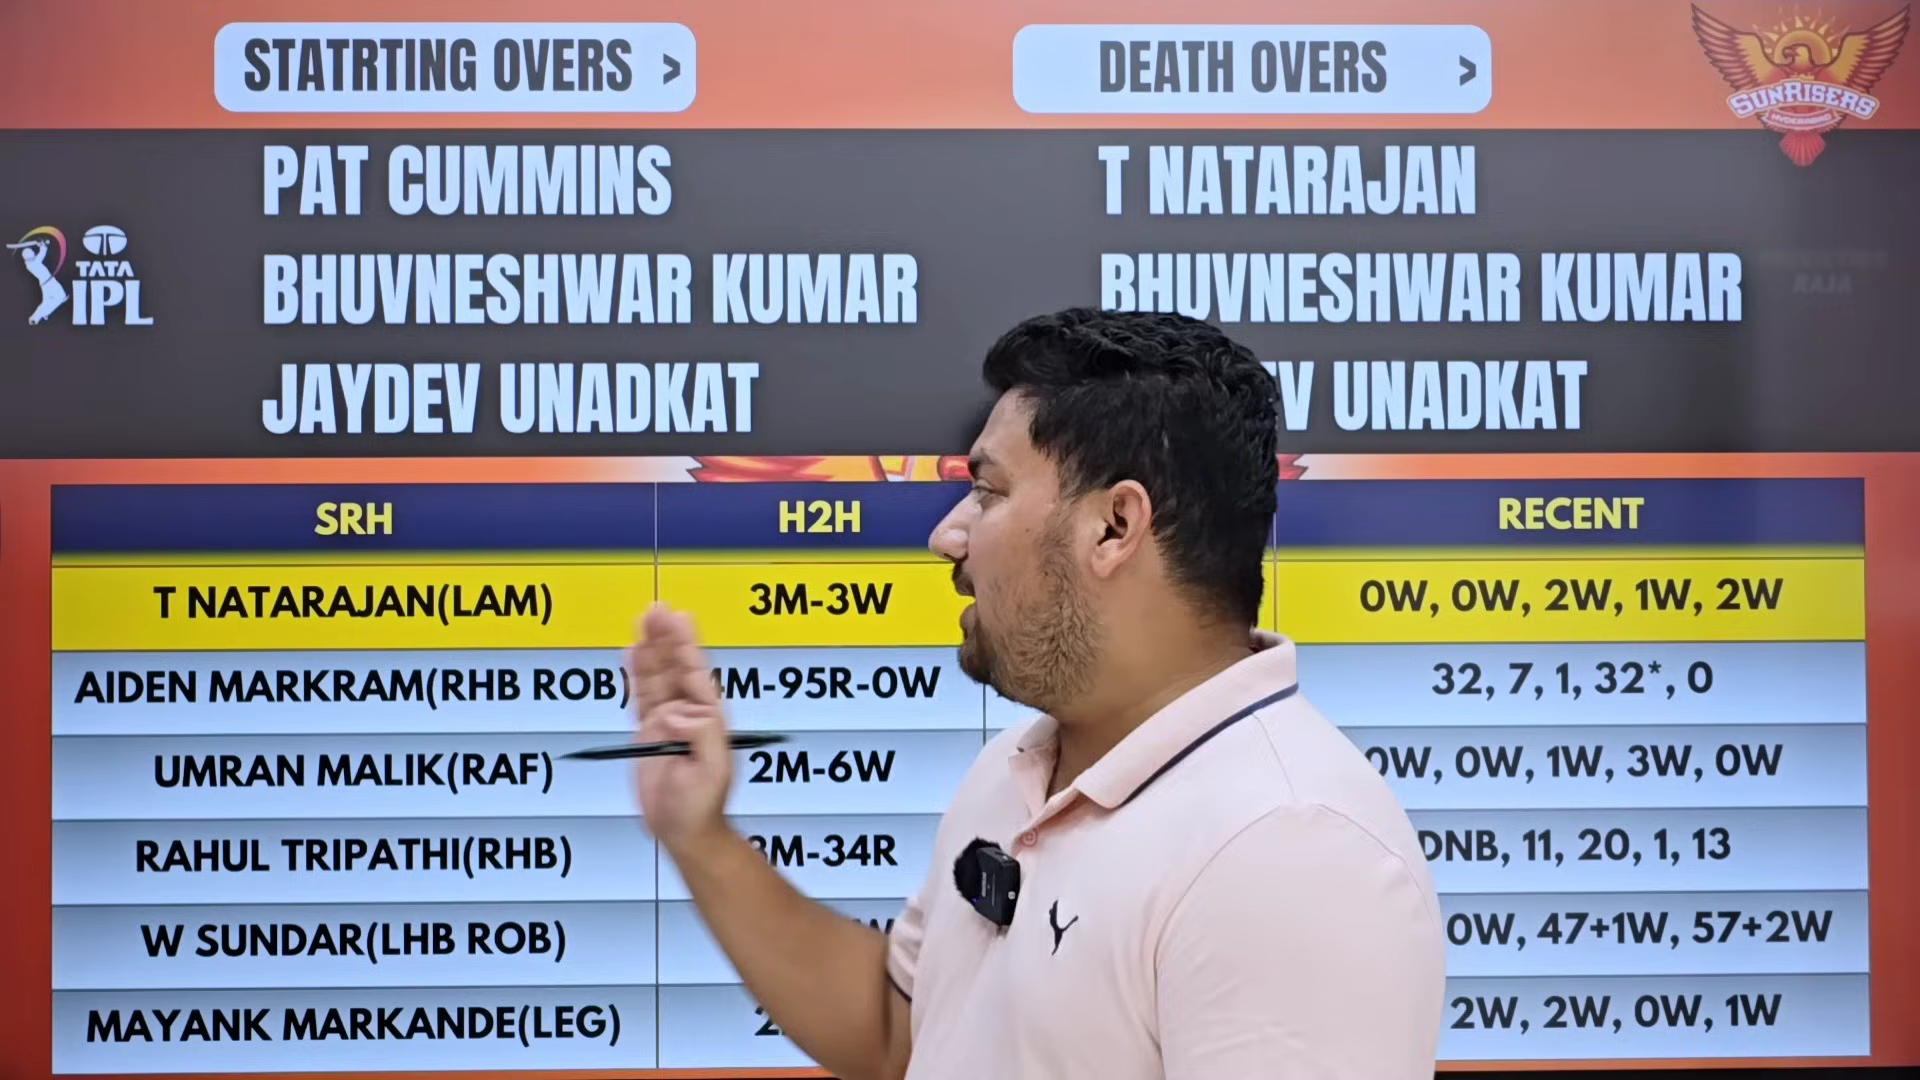 STATRTING OVERS >
DEATH OVERS >
SUNRISERS
HYDERABAD
PAT CUMMINS
T NATARAJAN
BHUVNESHWAR KUMAR
BHUVNESHWAR KUMAR
JAYDEV UNADKAT
UNADKAT
TATA
IPL
RAJA
SRH
H2H
RECENT
T NATARAJAN(LAM)
3M-3W
0W, 0W, 2W, 1W, 2W
AIDEN MARKRAM(RHB ROB)
M-95R-0W
32, 7, 1, 32*, 0
UMRAN MALIK(RAF)
2M-6W
0W, 0W, 1W, 3W, 0W
RAHUL TRIPATHI(RHB)
M-34R
DNB, 11, 20, 1, 13
W SUNDAR(LHB ROB)
0W, 47+1W, 57+2W
MAYANK MARKANDE(LEG)
2W, 2W, 0W, 1W